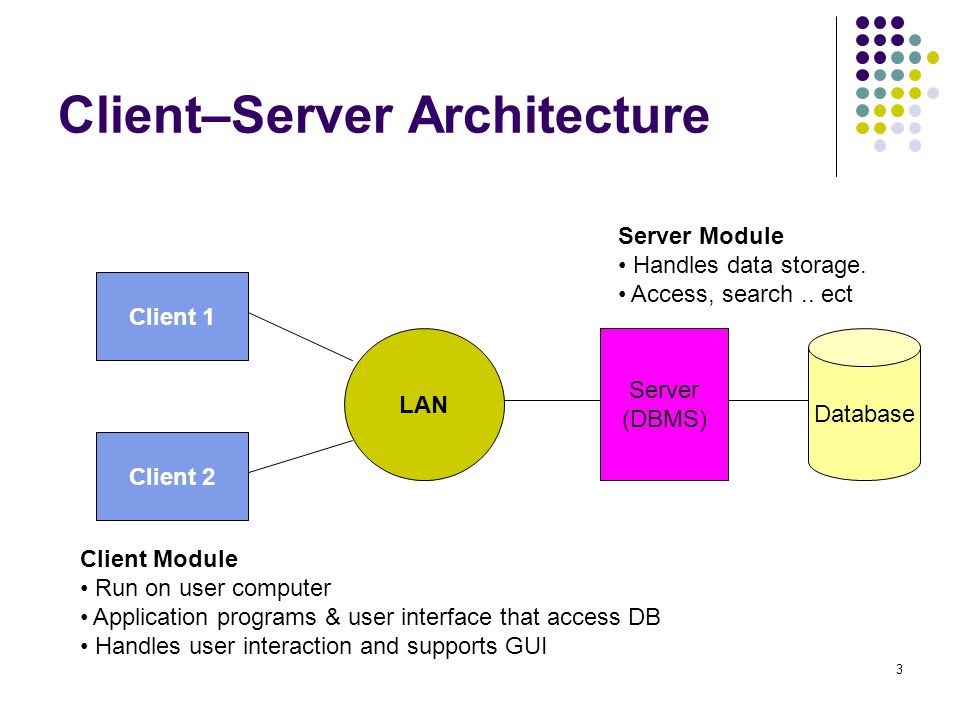 Client–Server Architecture
Server Module
• Handles data storage.
• Access, search .. ect
Client 1
LAN
Server
(DBMS)
Database
Client 2
Client Module
• Run on user computer
• Application programs & user interface that access DB
• Handles user interaction and supports GUI
3